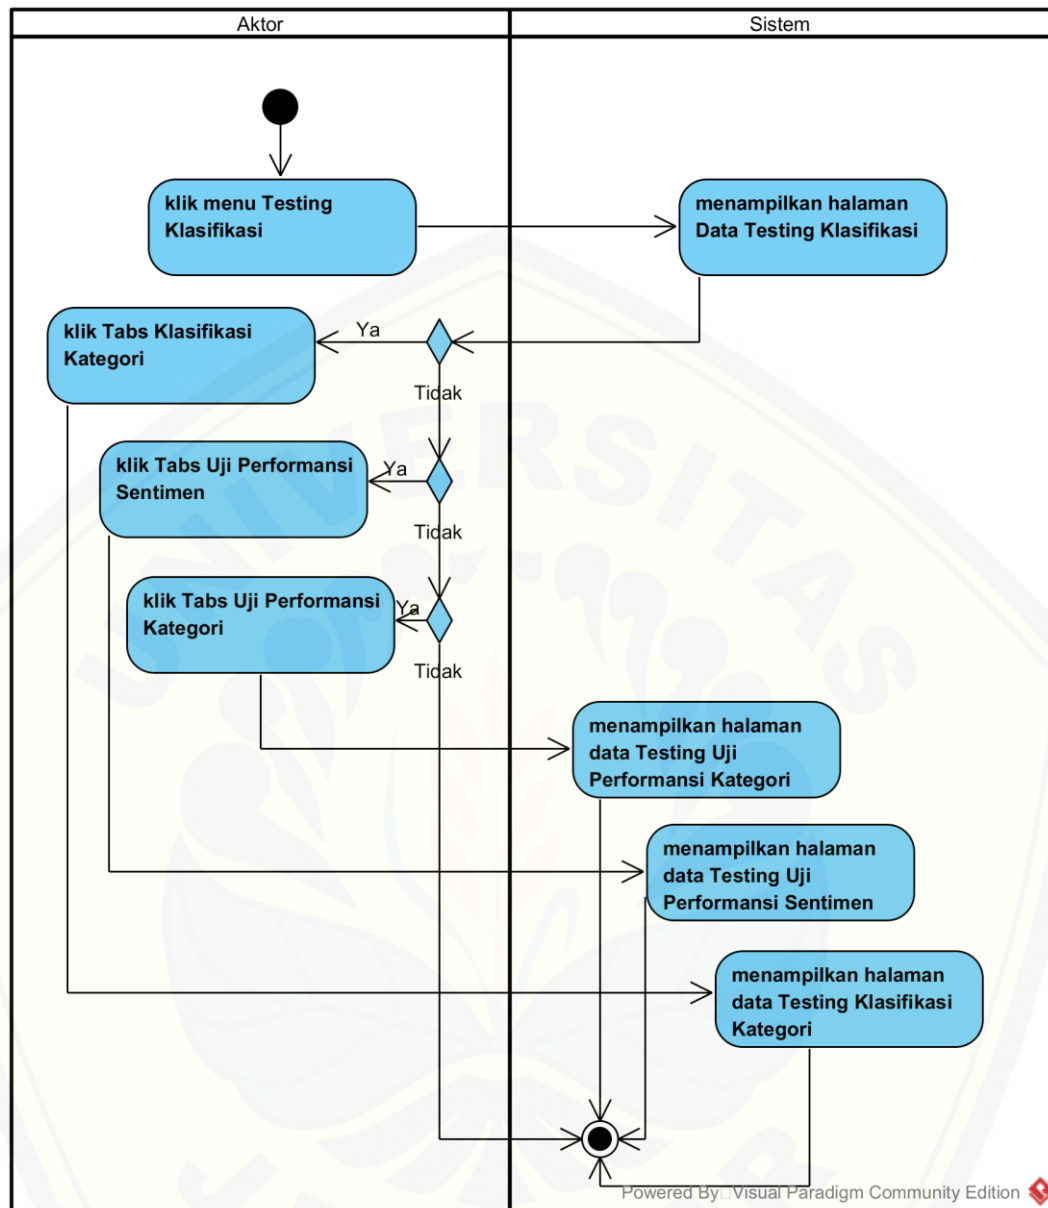 Aktor
Sistem
klik menu Testing
Klasifikasi
menampilkan halaman
Data Testing Klasifikasi
klik Tabs Klasifikasi
Kategori
Ya
Tidak
klik Tabs Uji Performansi
Sentimen
Ya
Tidak
klik Tabs Uji Performansi
Kategori
Ya
Tidak
menampilkan halaman
data Testing Uji
Performansi Kategori
menampilkan halaman
data Testing Uji
Performansi Sentimen
menampilkan halaman
data Testing Klasifikasi
Kategori
UNIVERSITAS
Powered By Visual Paradigm Community Edition